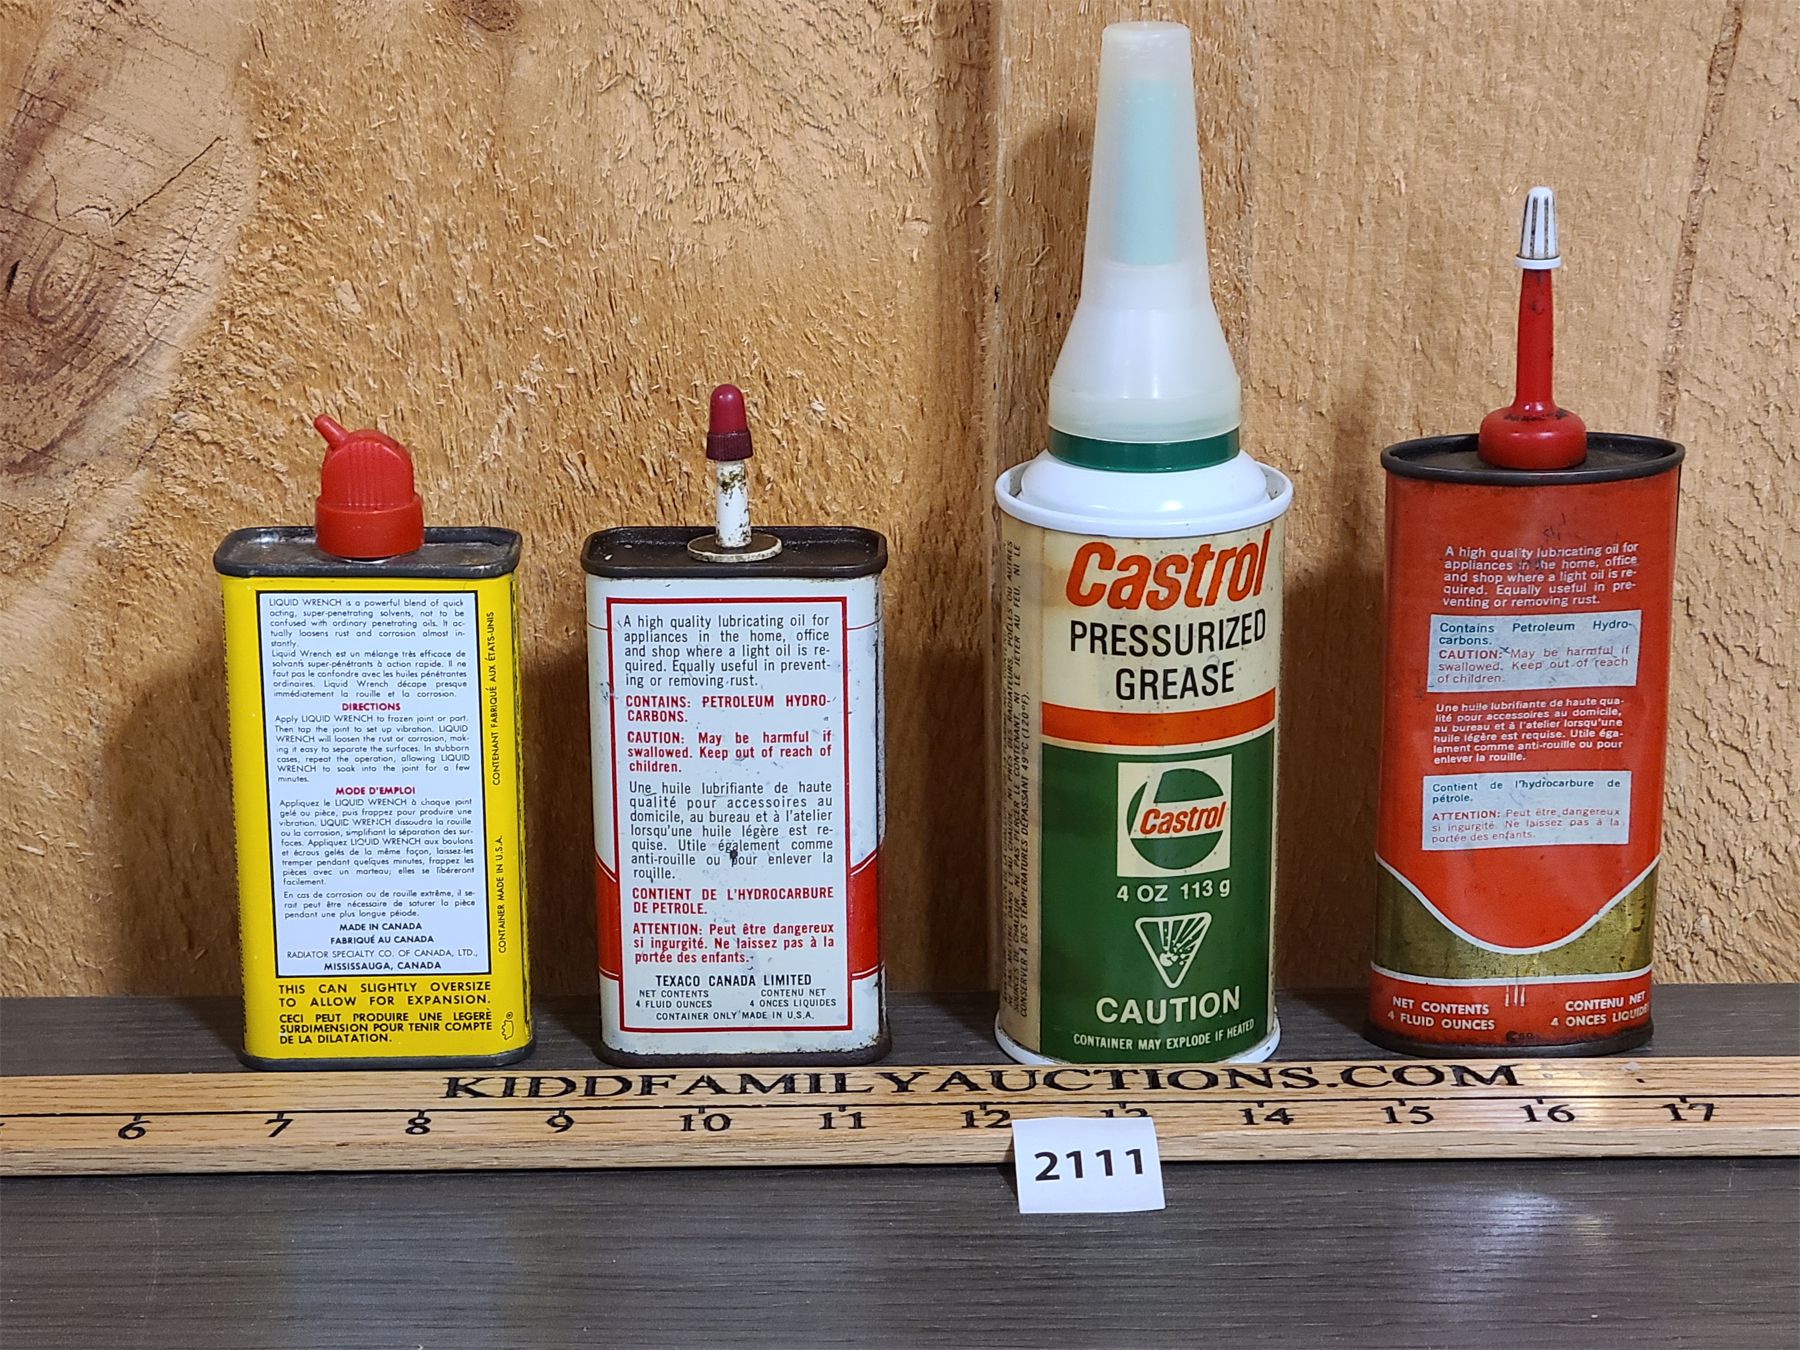 LIQUID WRENCH is a powerful blend of quick
acting, super-penetrating solvents, not to be
confused with ordinary penetrating oils. It ac-
tually loosens rust and corrosion almost in-
stantly.
Liquid Wrench est un mélange très efficace de
solvants super-pénétrants à action rapide. Il ne
faut pas le confondre avec les huiles pénétrantes
ordinaires. Liquid Wrench décape presque
immédiatement la rouille et la corrosion.
DIRECTIONS
Apply LIQUID WRENCH to frozen joint or part.
Then tap the joint to set up vibration. LIQUID
WRENCH will loosen the rust or corrosion, mak-
ing it easy to separate the surfaces. In stubborn
cases, repeat the operation, allowing LIQUID
WRENCH to soak into the joint for a few
minutes.
MODE D'EMPLOI
Appliquez le LIQUID WRENCH à chaque joint
gelé ou pièce, puis frappez pour produire une
vibration. LIQUID WRENCH dissoudra la rouille
ou la corrosion, simplifiant la séparation des sur-
faces. Appliquez LIQUID WRENCH aux boulons
et écrous gelés de la même façon, laissez-les
tremper pendant quelques minutes, frappez les
pièces avec un marteau; elles se libéreront
facilement.
En cas de corrosion ou de rouille extrême, il se-
rait peut être nécessaire de saturer la pièce
pendant une plus longue péiode.
MADE IN CANADA
FABRIQUÉ AU CANADA
RADIATOR SPECIALTY CO. OF CANADA, LTD.,
MISSISSAUGA, CANADA
THIS CAN SLIGHTLY OVERSIZE
TO ALLOW FOR EXPANSION.
CECI PEUT PRODUIRE UNE LEGERE
SURDIMENSION POUR TENIR COMPTE
DE LA DILATATION.
CONTAINER MADE IN U.S.A.
CONTENANT FABRIQUÉ AUX ÉTATS-UNIS
A high quality lubricating oil for
appliances in the home, office
and shop where a light oil is re-
quired. Equally useful in prevent-
ing or removing rust.
CONTAINS: PETROLEUM HYDRO-
CARBONS.
CAUTION: May be harmful if
swallowed. Keep out of reach of
children.
Une huile lubrifiante de haute
qualité pour accessoires au
domicile, au bureau et à l'atelier
lorsqu'une huile légère est re-
quise. Utile également comme
anti-rouille ou pour enlever la
rouille.
CONTIENT DE L'HYDROCARBURE
DE PETROLE.
ATTENTION: Peut être dangereux
si ingurgité. Ne laissez pas à la
portée des enfants.
TEXACO CANADA LIMITED
NET CONTENTS CONTENU NET
4 FLUID OUNCES 4 ONCES LIQUIDES
CONTAINER ONLY MADE IN U.S.A.
Castrol
PRESSURIZED
GREASE
Castrol
4 OZ 113 g
CAUTION
CONTAINER MAY EXPLODE IF HEATED
A high quality lubricating oil for
appliances in the home, office
and shop where a light oil is re-
quired. Equally useful in pre-
venting or removing rust.
Contains Petroleum Hydro-
carbons.
CAUTION: May be harmful if
swallowed. Keep out of reach
of children.
Une huile lubrifiante de haute qua-
lité pour accessoires au domicile,
au bureau et à l'atelier lorsqu'une
huile légère est requise. Utile éga-
lement comme anti-rouille ou pour
enlever la rouille.
Contient de l'hydrocarbure de
pétrole.
ATTENTION: Peut être dangereux
si ingurgité. Ne laissez pas à la
portée des enfants.
NET CONTENTS CONTENU NET
4 FLUID OUNCES 4 ONCES LIQUIDES
KIDDFAMILYAUCTIONS.COM
6 7 8 9 10 11 12 13 14 15 16 17
2111